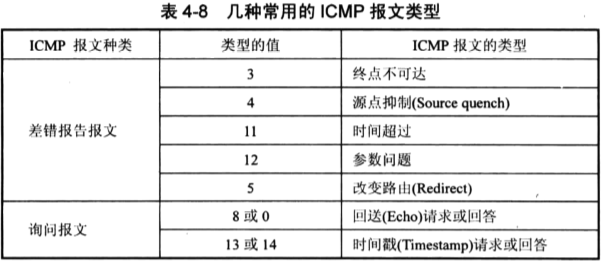 表 4-8 几种常用的 ICMP 报文类型
ICMP 报文种类 类型的值 ICMP 报文的类型
差错报告报文 3 终点不可达
4 源点抑制(Source quench)
11 时间超过
12 参数问题
5 改变路由(Redirect)
询问报文 8 或 0 回送(Echo)请求或回答
13 或 14 时间戳(Timestamp)请求或回答